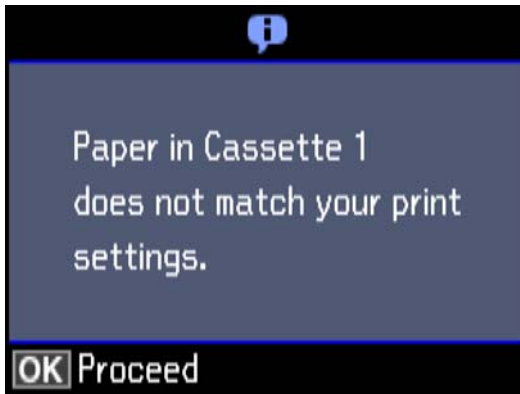 Paper in Cassette 1
does not match your print
settings.
OK Proceed